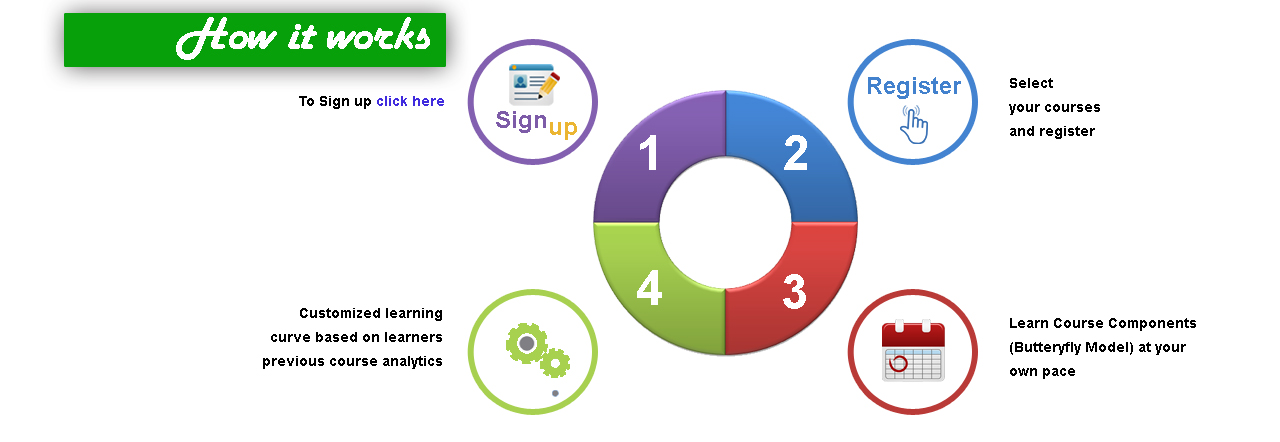 How it works
To Sign up click here
Sign up
1
2
Register
Select
your courses
and register
4
3
Customized learning
curve based on learners
previous course analytics
Learn Course Components
(Butteryfly Model) at your
own pace